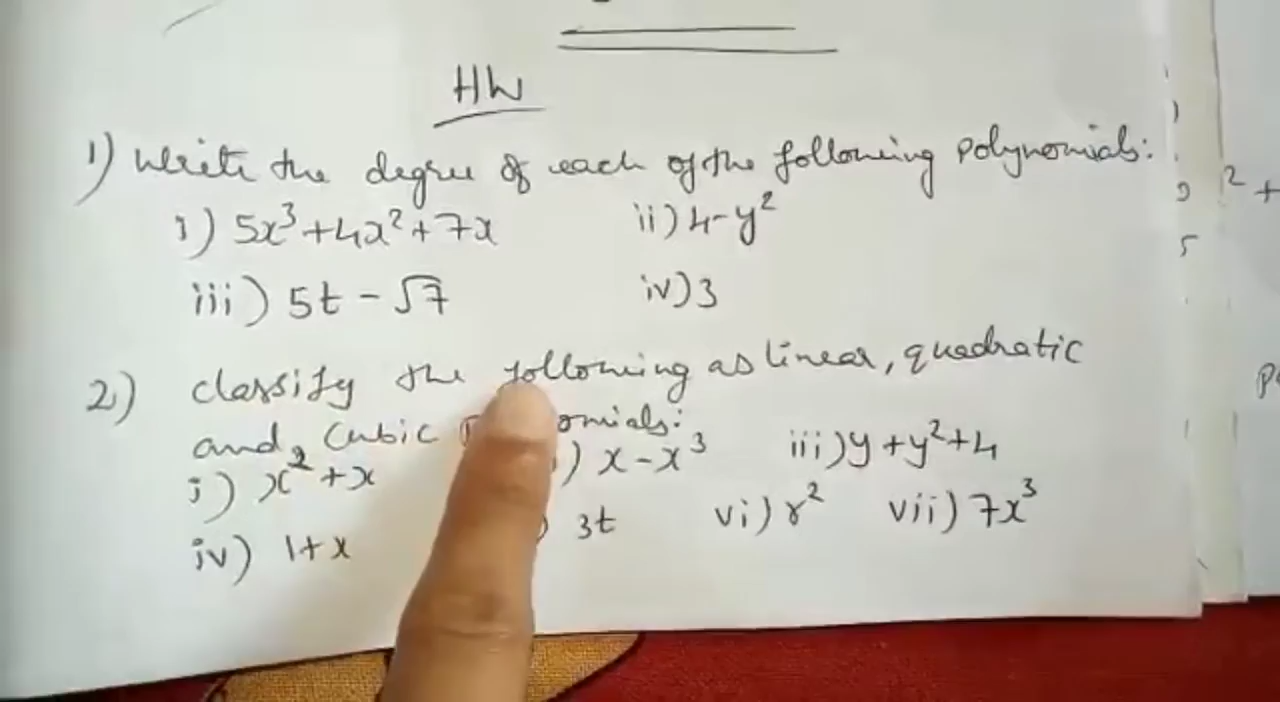 HW
1) Write the degree of each of the following polynomials:
i) 5x³+4x²+7x ii) 4-y²
iii) 5t - √7 iv) 3
2) classify the following as linear, quadratic
and, Cubic
i) x²+x ) x-x³ iii) y+y²+4
iv) 1+x ) 3t vi) r² vii) 7x³
² +
5